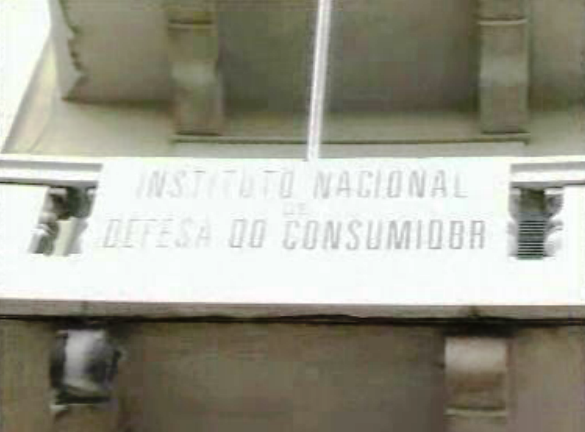 INSTITUTO NACIONAL
DE
DEFESA DO CONSUMIDOR